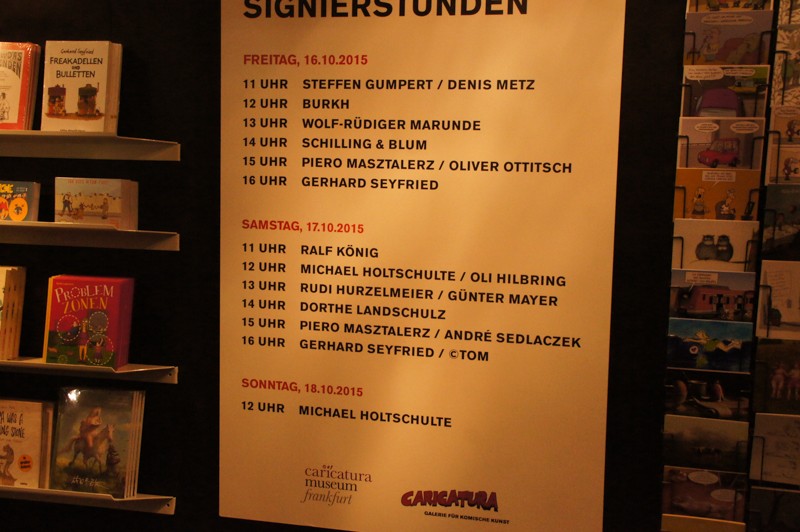 SIGNIERSTUNDEN
FREITAG, 16.10.2015
11 UHR STEFFEN GUMPERT / DENIS METZ
12 UHR BURKH
13 UHR WOLF-RÜDIGER MARUNDE
14 UHR SCHILLING & BLUM
15 UHR PIERO MASZTALERZ / OLIVER OTTITSCH
16 UHR GERHARD SEYFRIED
SAMSTAG, 17.10.2015
11 UHR RALF KÖNIG
12 UHR MICHAEL HOLTSCHULTE / OLI HILBRING
13 UHR RUDI HURZELMEIER / GÜNTER MAYER
14 UHR DORTHE LANDSCHULZ
15 UHR PIERO MASZTALERZ / ANDRÉ SEDLACZEK
16 UHR GERHARD SEYFRIED / ©TOM
SONNTAG, 18.10.2015
12 UHR MICHAEL HOLTSCHULTE
caricatura
museum
frankfurt
CARICATURA
GALERIE FÜR KOMISCHE KUNST
Gerhard Seyfried
FREAKADELLEN
UND
BULLETTEN
PROBLEM
ZONEN